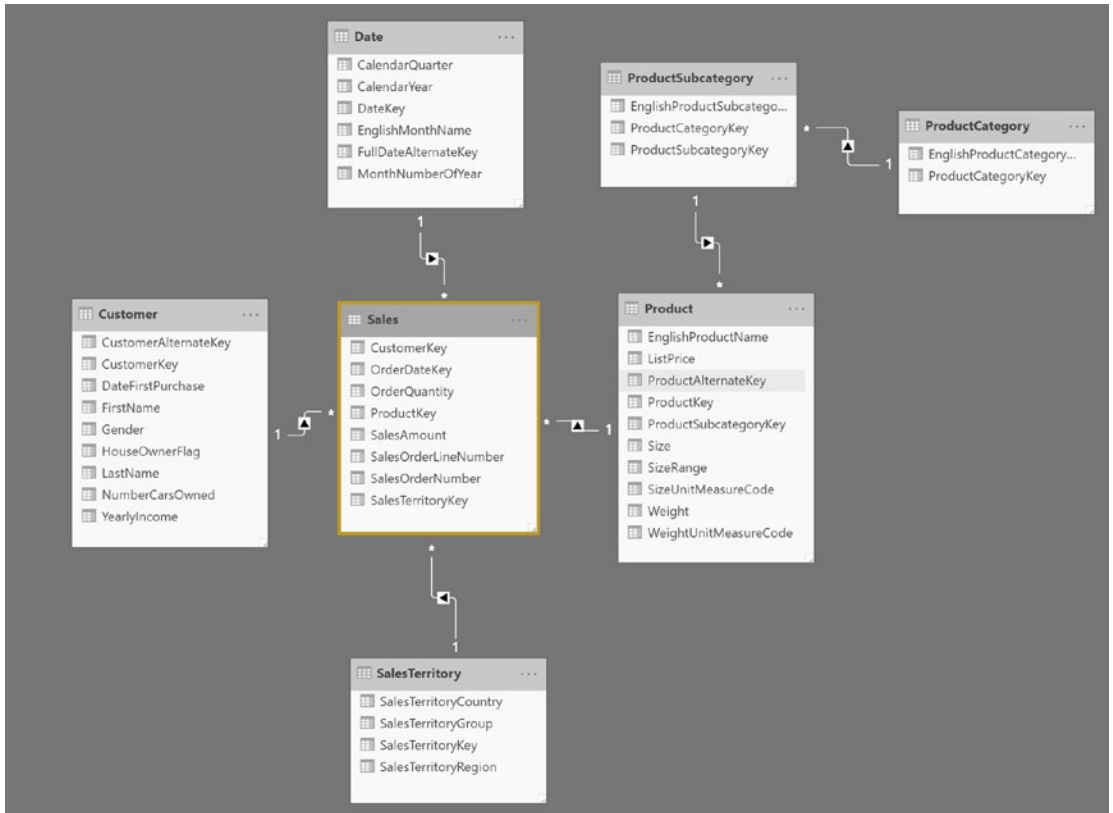 Date
CalendarQuarter
CalendarYear
DateKey
EnglishMonthName
FullDateAlternateKey
MonthNumberOfYear
ProductSubcategory
EnglishProductSubcatego...
ProductCategoryKey
ProductSubcategoryKey
ProductCategory
EnglishProductCategory...
ProductCategoryKey
*
1
1
1
*
*
Customer
CustomerAlternateKey
CustomerKey
DateFirstPurchase
FirstName
Gender
HouseOwnerFlag
LastName
NumberCarsOwned
YearlyIncome
1
*
Sales
CustomerKey
OrderDateKey
OrderQuantity
ProductKey
SalesAmount
SalesOrderLineNumber
SalesOrderNumber
SalesTerritoryKey
*
1
Product
EnglishProductName
ListPrice
ProductAlternateKey
ProductKey
ProductSubcategoryKey
Size
SizeRange
SizeUnitMeasureCode
Weight
WeightUnitMeasureCode
*
1
SalesTerritory
SalesTerritoryCountry
SalesTerritoryGroup
SalesTerritoryKey
SalesTerritoryRegion